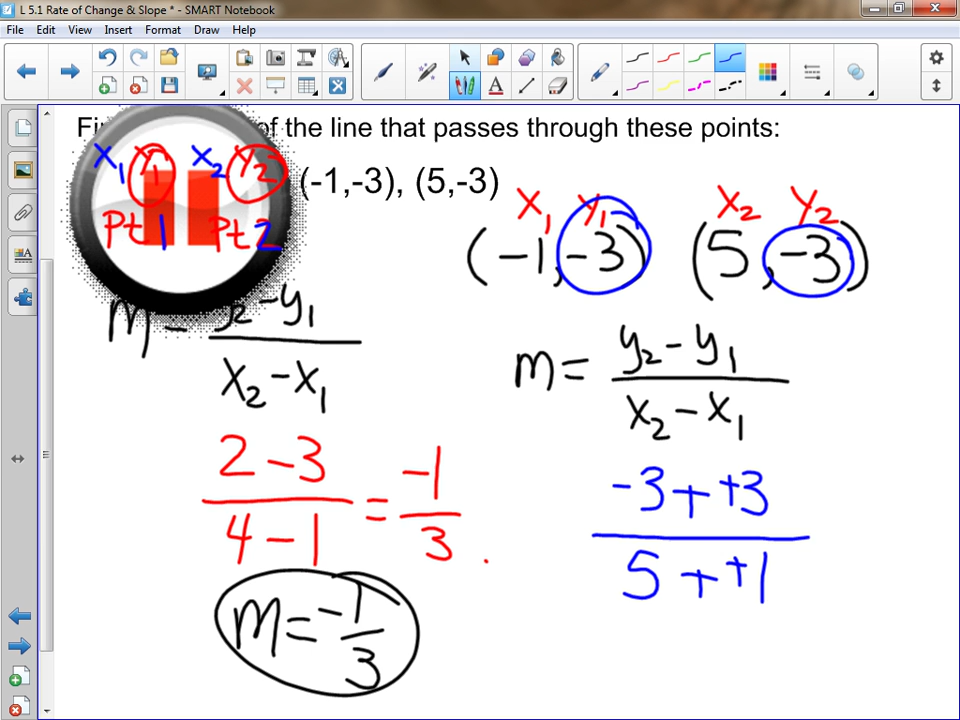 L 5.1 Rate of Change & Slope * - SMART Notebook
File Edit View Insert Format Tools Draw Help
of the line that passes through these points:
x₁ y₁ x₂ y₂
(-1,-3), (5,-3)
Pt 1 Pt 2
x₁ y₁ x₂ y₂
(-1,-3) (5,-3)
m = y₂-y₁
x₂-x₁
2-3 = -1
4-1 3
m = -1
3
m = y₂-y₁
x₂-x₁
-3 + +3
5 + +1